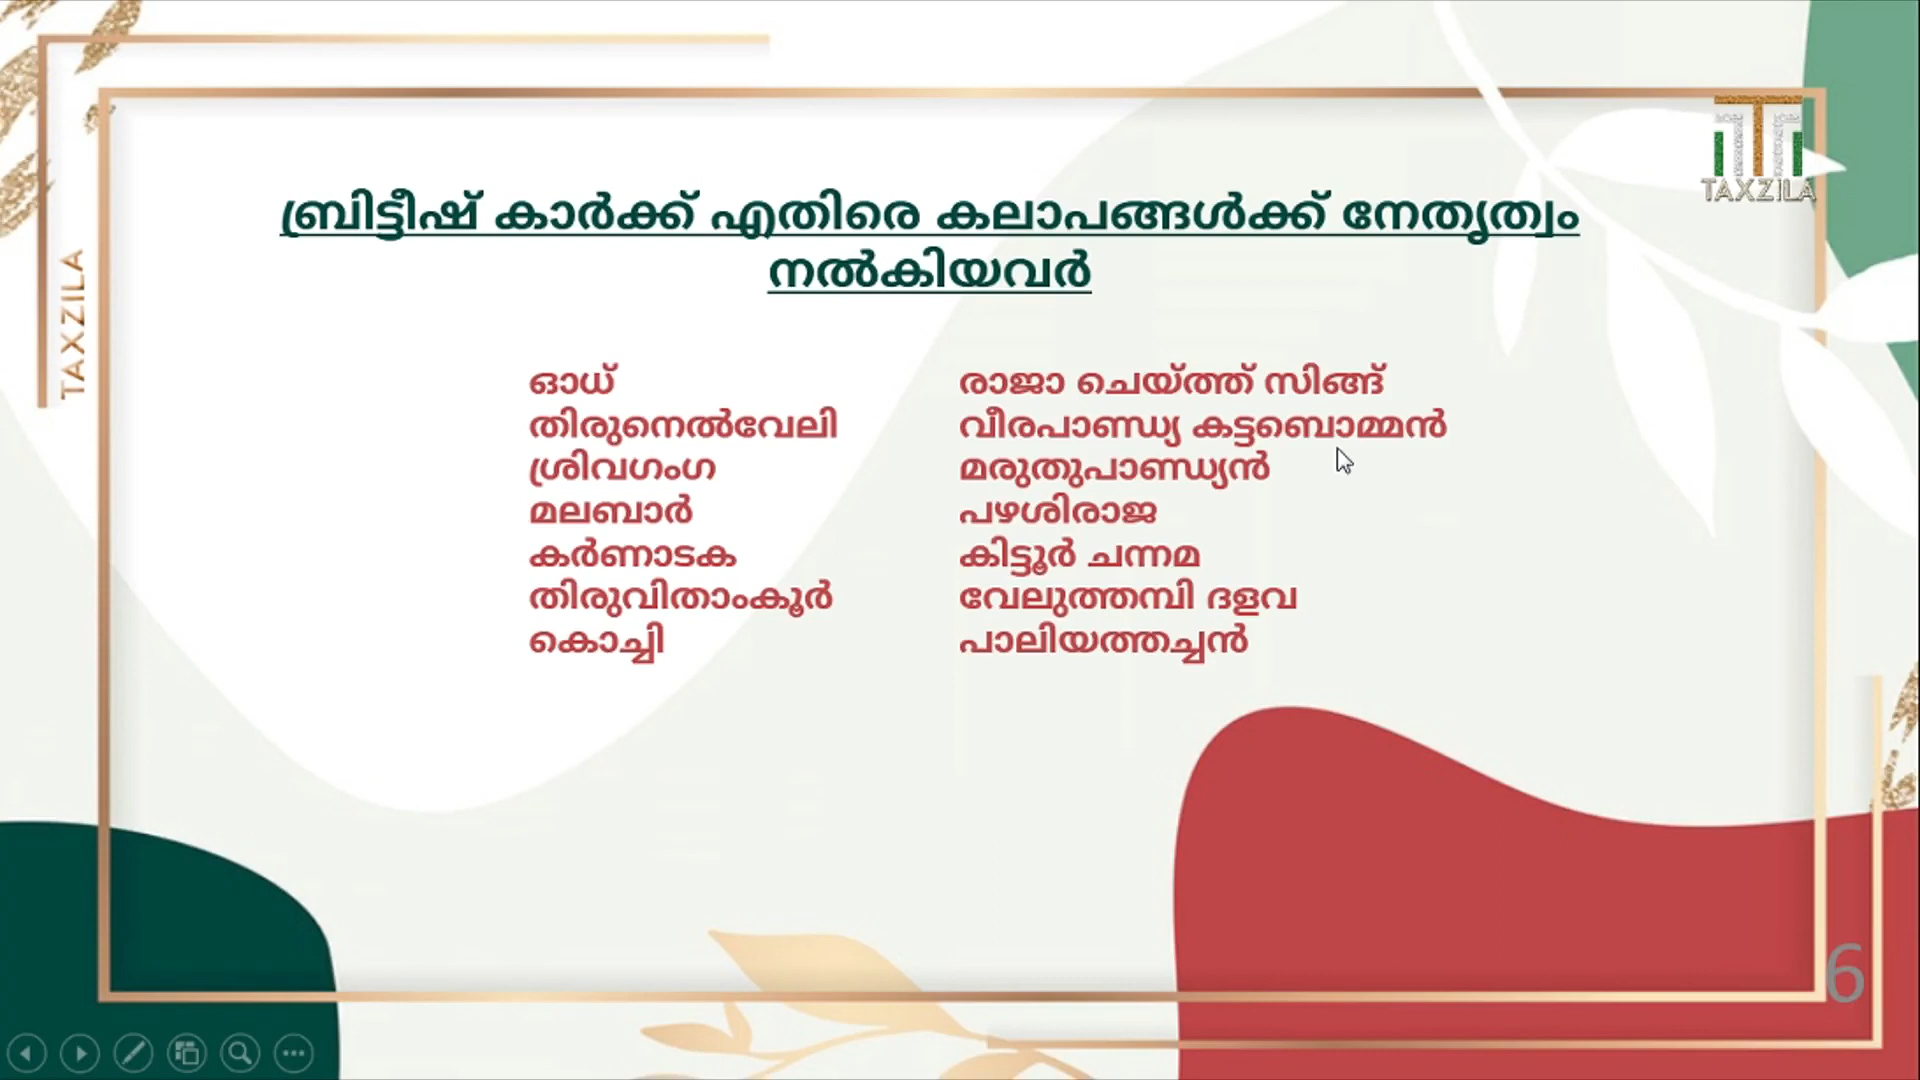 TAXZILA
TAXZILA
ബ്രിട്ടീഷ് കാർക്ക് എതിരെ കലാപങ്ങൾക്ക് നേതൃത്വം
നൽകിയവർ
ഓധ് രാജാ ചെയ്ത്ത് സിങ്ങ്
തിരുനെൽവേലി വീരപാണ്ഡ്യ കട്ടബൊമ്മൻ
ശ്രിവഗംഗ മരുതുപാണ്ഡ്യൻ
മലബാർ പഴശിരാജ
കർണാടക കിട്ടൂർ ചന്നമ
തിരുവിതാംകൂർ വേലുത്തമ്പി ദളവ
കൊച്ചി പാലിയത്തച്ചൻ
6